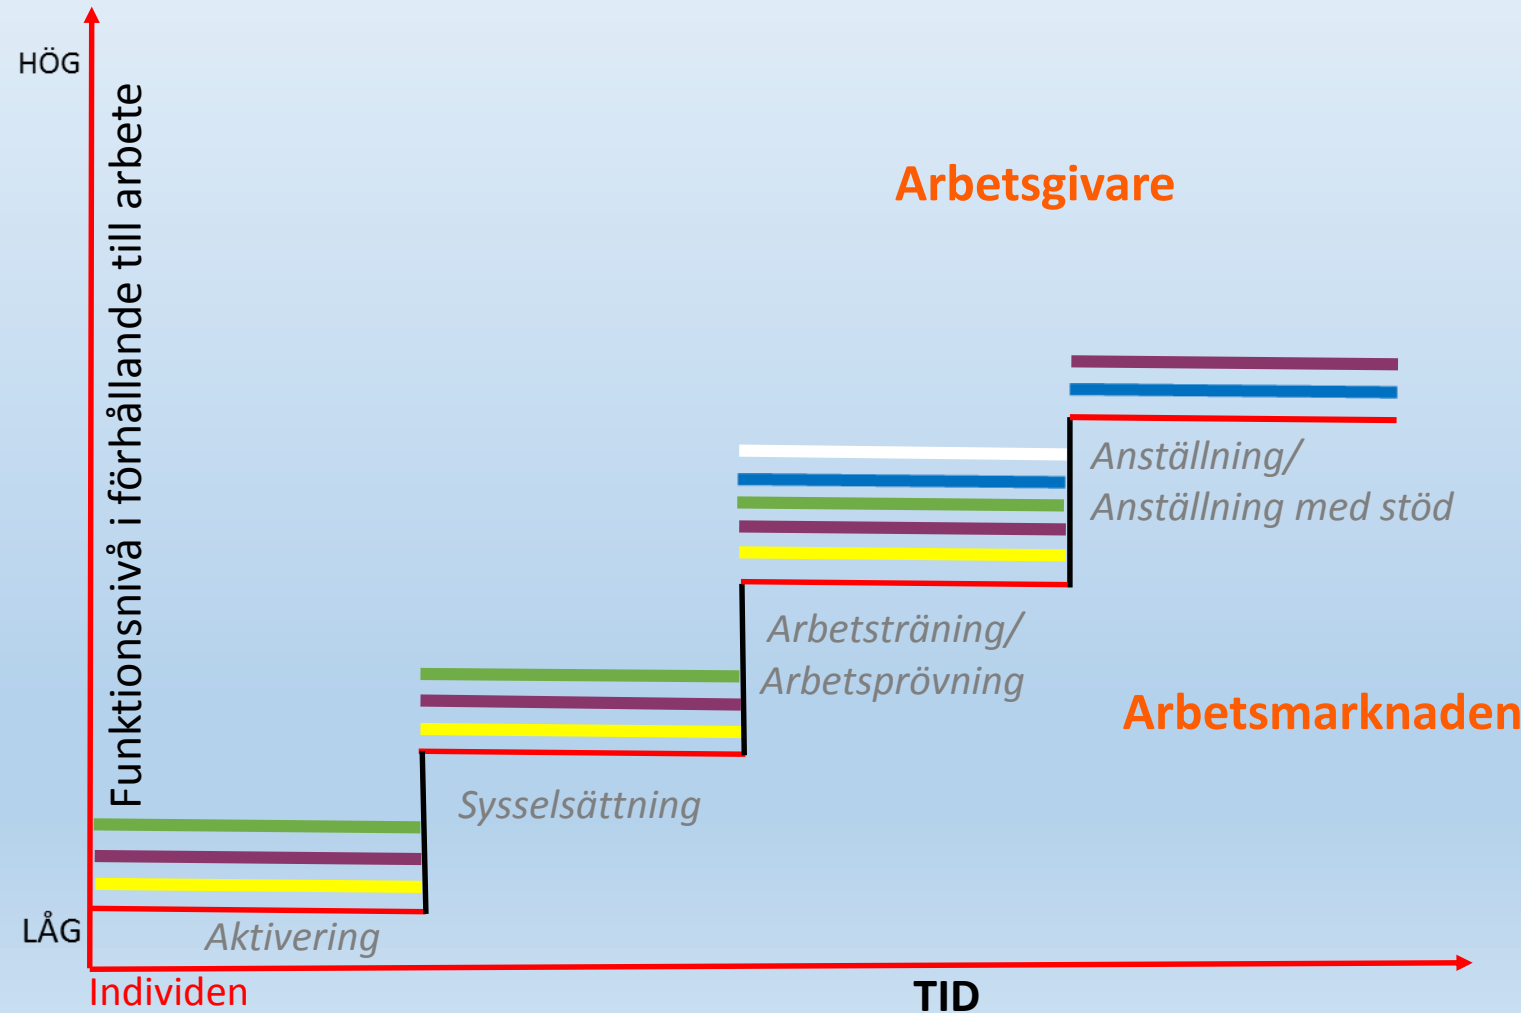 HÖG
Funktionsnivå i förhållande till arbete
Arbetsgivare
Anställning/
Anställning med stöd
Arbetsträning/
Arbetsprövning
Arbetsmarknaden
Sysselsättning
LÅG
Aktivering
Individen
TID